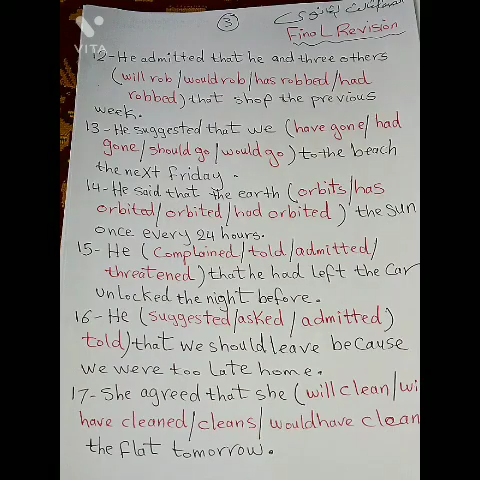 VITA
3
Final Revision
12- He admitted that he and three others
(will rob/would rob/has robbed/had
robbed) that shop the previous
week.
13- He suggested that we (have gone/had
gone/should go/would go) to the beach
the next friday.
14- He said that the earth (orbits/has
orbited/orbited/had orbited) the sun
once every 24 hours.
15- He (complained/told/admitted/
threatened) that he had left the car
unlocked the night before.
16- He (suggested/asked/admitted)
told) that we should leave because
we were too late home.
17- She agreed that she (will clean/wi
have cleaned/cleans/would have clean
the flat tomorrow.